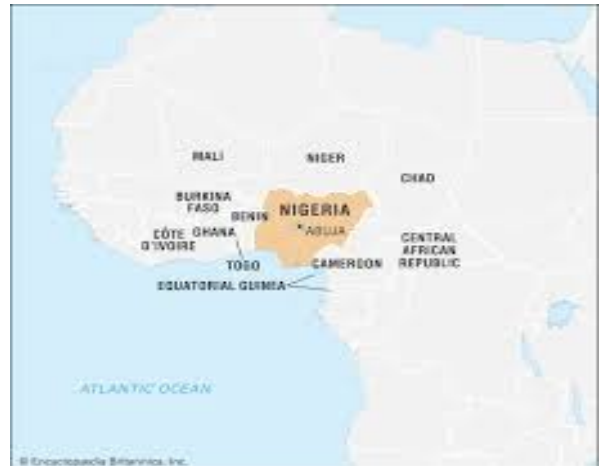 MALI
NIGER
CHAD
BURKINA
FASO
BENIN
NIGERIA
ABUJA
CÔTE
D'IVOIRE
GHANA
TOGO
CAMEROON
CENTRAL
AFRICAN
REPUBLIC
EQUATORIAL GUINEA
ATLANTIC OCEAN
© Encyclopædia Britannica, Inc.